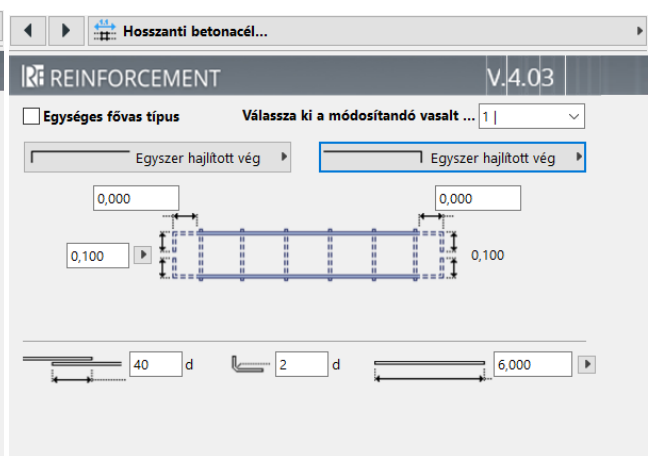 Hosszanti betonacél...
REINFORCEMENT V.4.03
Egységes fővas típus Válassza ki a módosítandó vasalt ... 1 |
Egyszer hajlított vég Egyszer hajlított vég
0,000 0,000
0,100 0,100
40 d 2 d 6,000